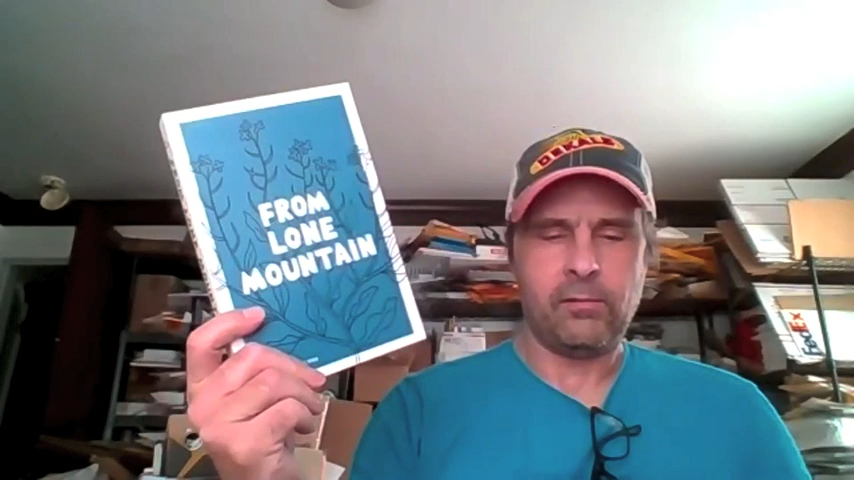 FROM
LONE
MOUNTAIN
DEKALB
FedEx